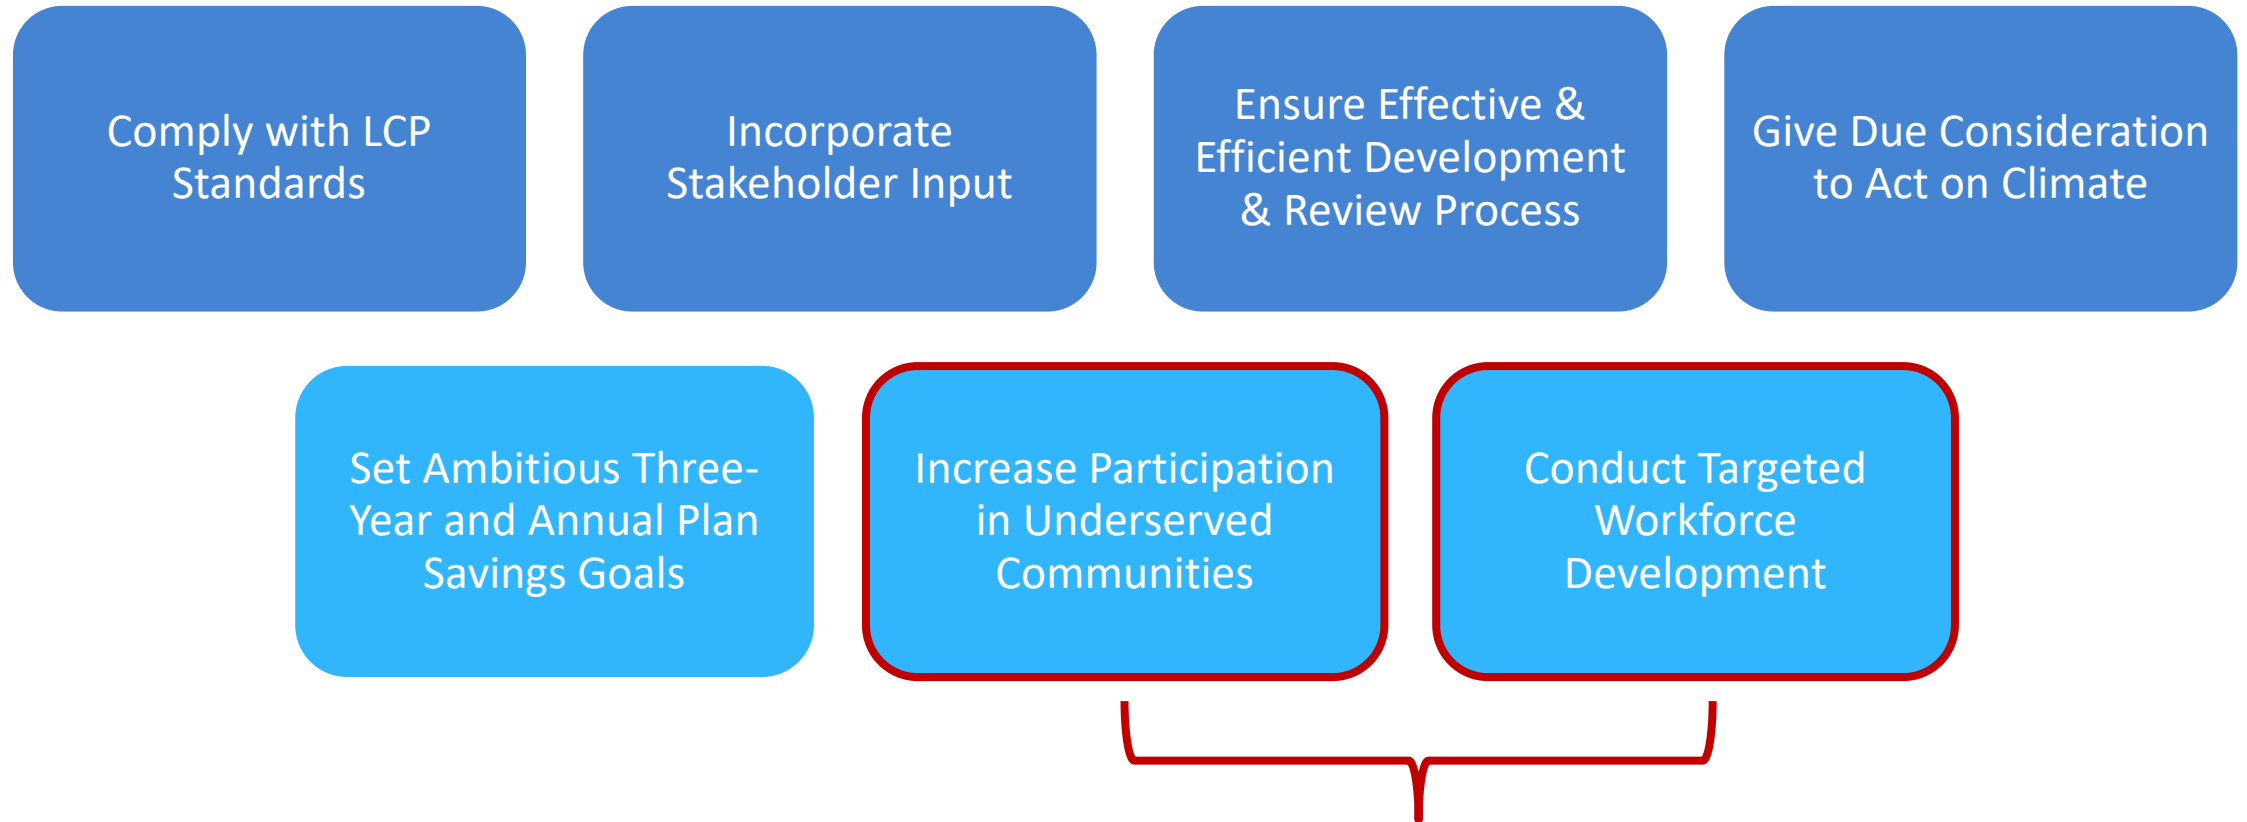 Comply with LCP
Standards
Incorporate
Stakeholder Input
Ensure Effective &
Efficient Development
& Review Process
Give Due Consideration
to Act on Climate
Set Ambitious Three-
Year and Annual Plan
Savings Goals
Increase Participation
in Underserved
Communities
Conduct Targeted
Workforce
Development